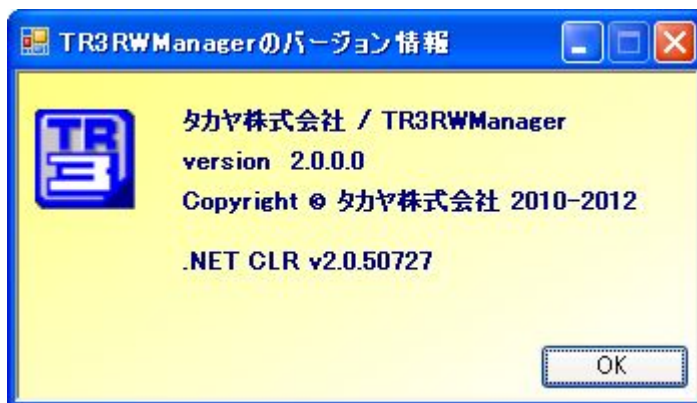 TR3RWManagerのバージョン情報
TR
3
タカヤ株式会社 / TR3RWManager
version 2.0.0.0
Copyright © タカヤ株式会社 2010-2012
.NET CLR v2.0.50727
OK